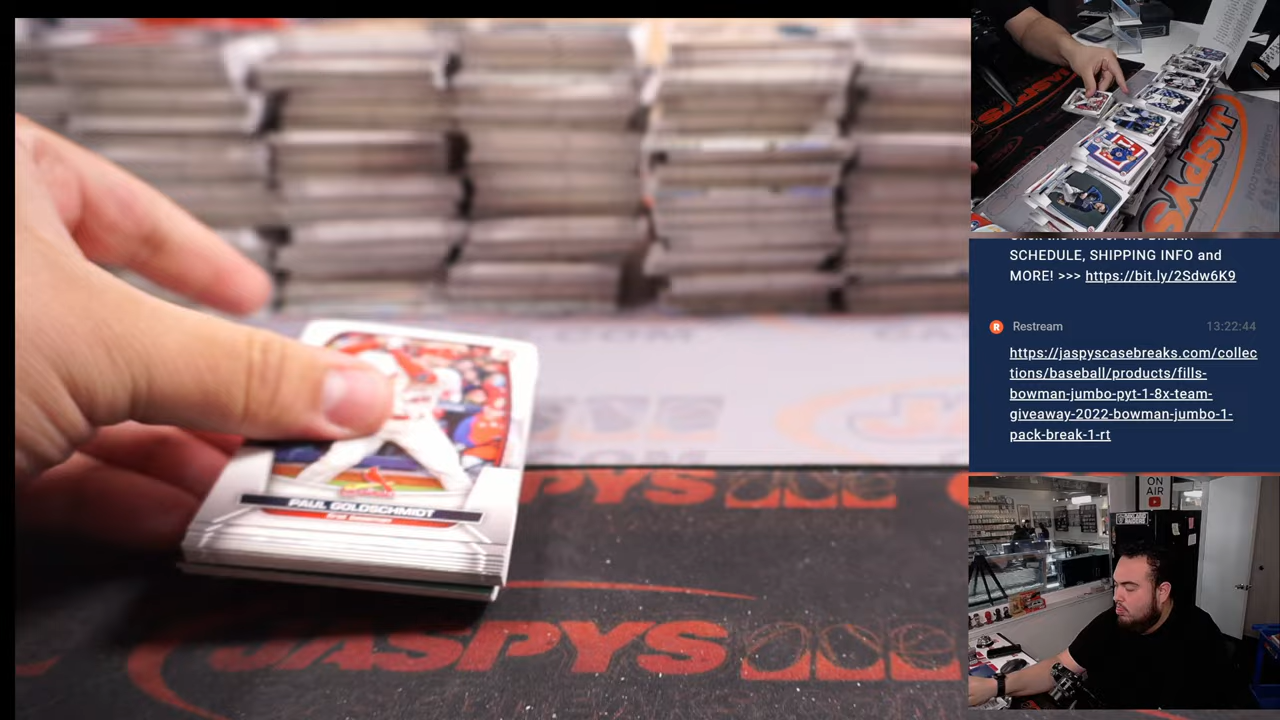 SCHEDULE, SHIPPING INFO and
MORE! >>> https://bit.ly/2Sdw6K9
Restream
13:22:44
https://jaspyscasebreaks.com/collec
tions/baseball/products/fills-
bowman-jumbo-pyt-1-8x-team-
giveaway-2022-bowman-jumbo-1-
pack-break-1-rt
PAUL GOLDSCHMIDT
First Baseman
JASPYS
JASPYS
ON
AIR